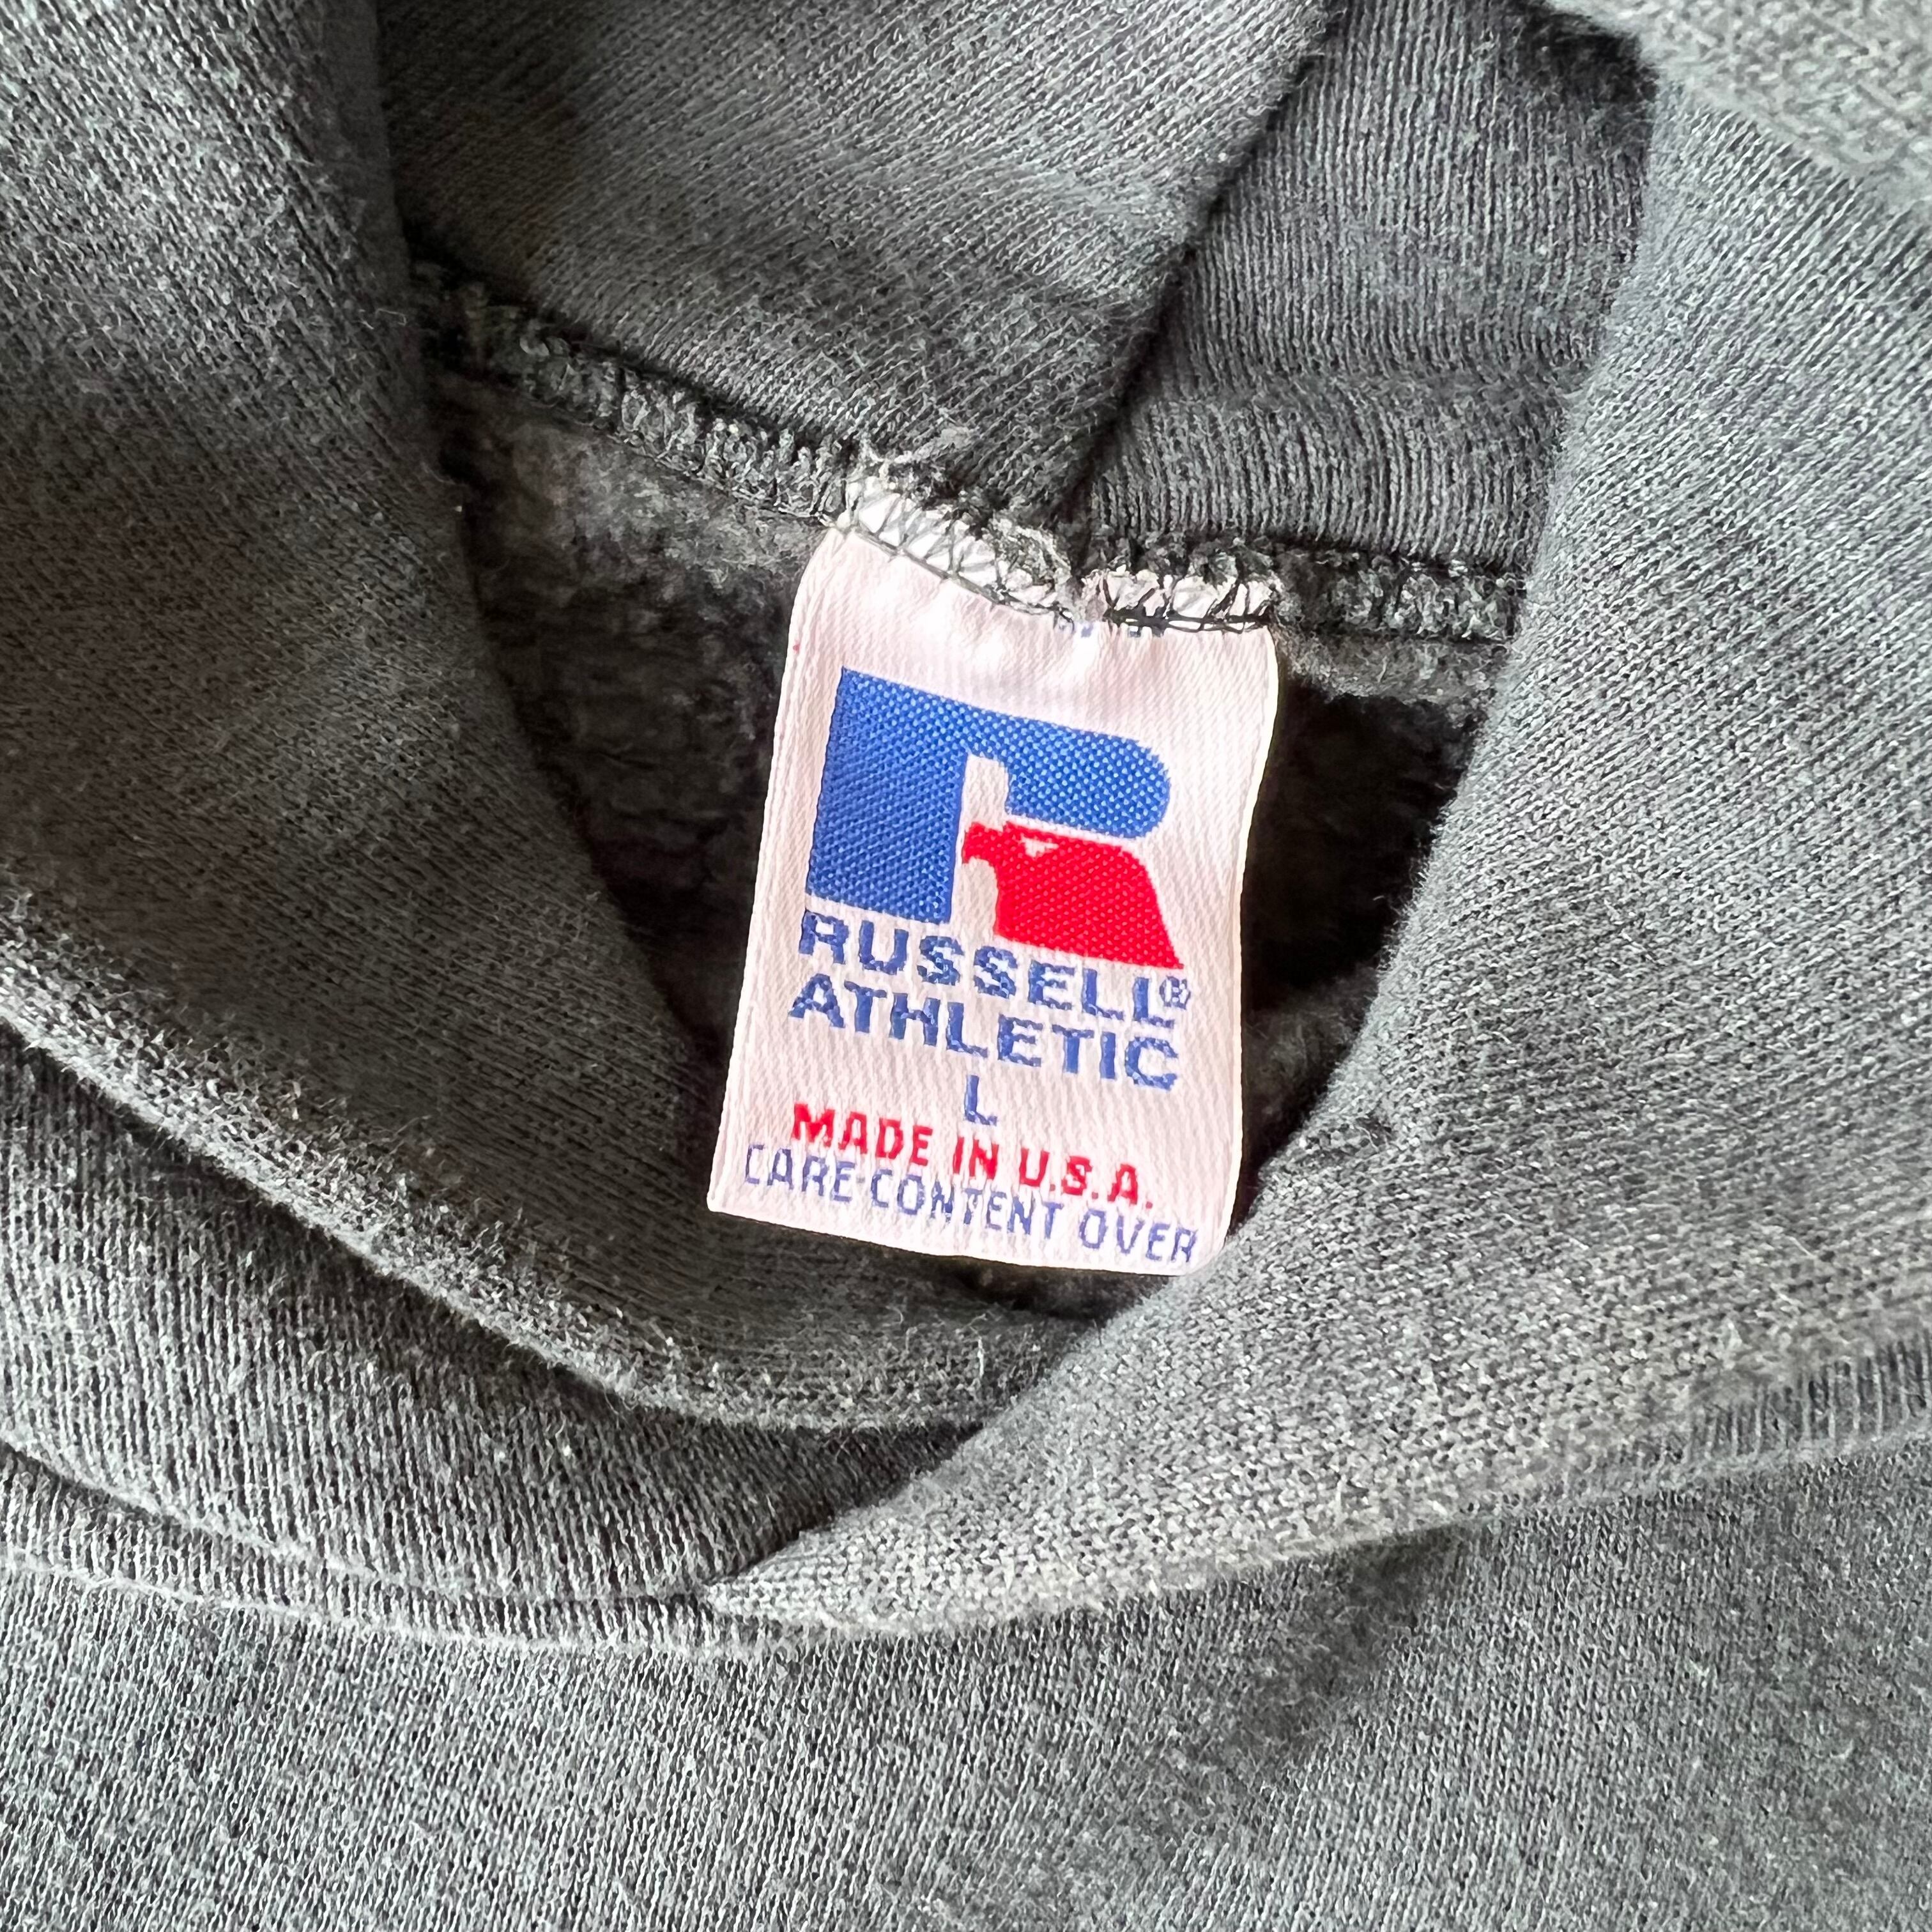 RUSSELL®
ATHLETIC
L
MADE IN U.S.A.
CARE·CONTENT OVER